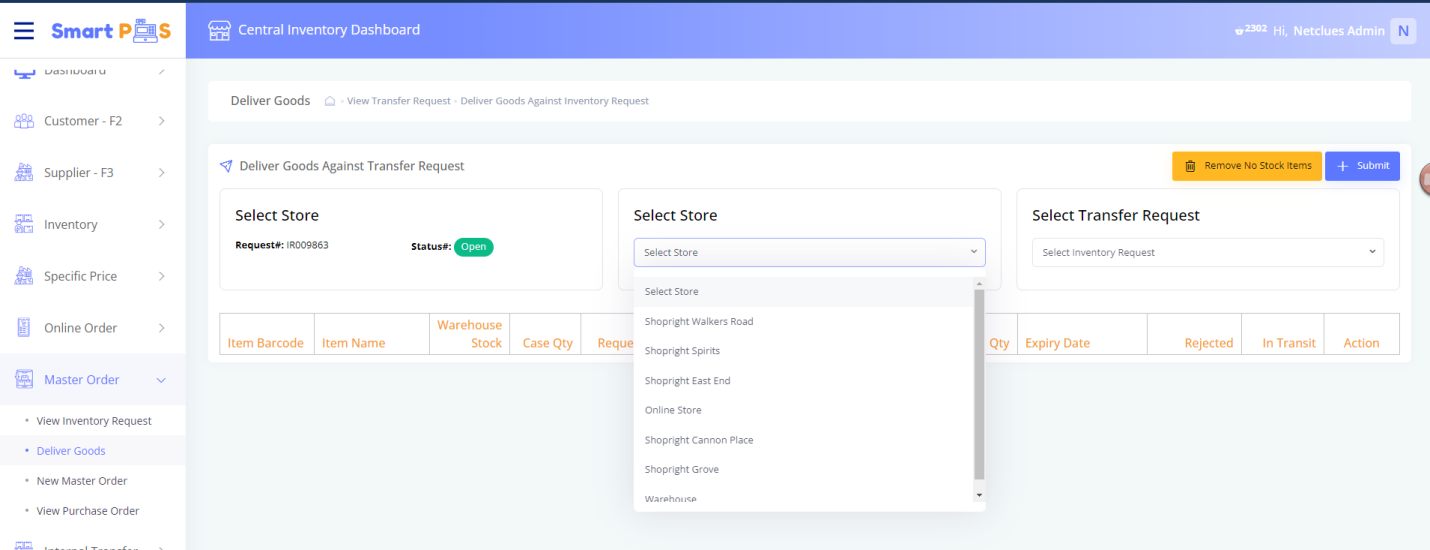 Smart POS
Central Inventory Dashboard
2302 Hi, Netclues Admin N
Dashboard
Customer - F2
Supplier - F3
Inventory
Specific Price
Online Order
Master Order
View Inventory Request
Deliver Goods
New Master Order
View Purchase Order
Internal Transfer
Deliver Goods View Transfer Request - Deliver Goods Against Inventory Request
Deliver Goods Against Transfer Request
Remove No Stock Items
Submit
Select Store
Request#: IR009863 Status#: Open
Select Store
Select Store
Select Store
Shopright Walkers Road
Shopright Spirits
Shopright East End
Online Store
Shopright Cannon Place
Shopright Grove
Warehouse
Select Transfer Request
Select Inventory Request
Item Barcode
Item Name
Warehouse
Stock
Case Qty
Reque
Qty
Expiry Date
Rejected
In Transit
Action